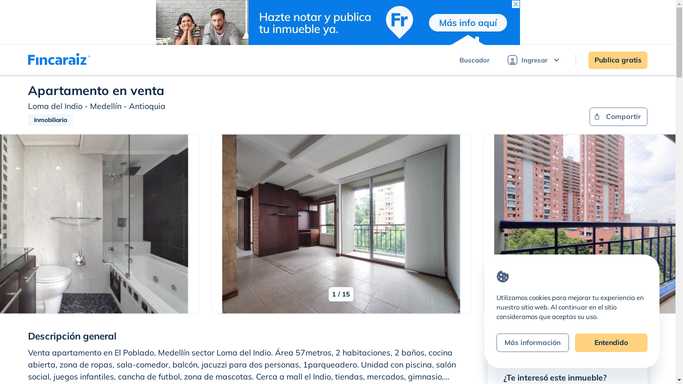 Hazte notar y publica
tu inmueble ya.
Fr
Más info aquí
Fincaraiz
Buscador
Ingresar
Publica gratis
Apartamento en venta
Loma del Indio - Medellín - Antioquia
Inmobiliaria
Compartir
1 / 15
Utilizamos cookies para mejorar tu experiencia en
nuestro sitio web. Al continuar en el sitio
consideramos que aceptas su uso.
Más información
Entendido
Descripción general
Venta apartamento en El Poblado, Medellín sector Loma del Indio. Área 57metros, 2 habitaciones, 2 baños, cocina
abierta, zona de ropas, sala-comedor, balcón, jacuzzi para dos personas, 1parqueadero. Unidad con piscina, salón
social, juegos infantiles, cancha de futbol, zona de mascotas. Cerca a mall el Indio, tiendas, mercados, gimnasio,...
¿Te interesó este inmueble?